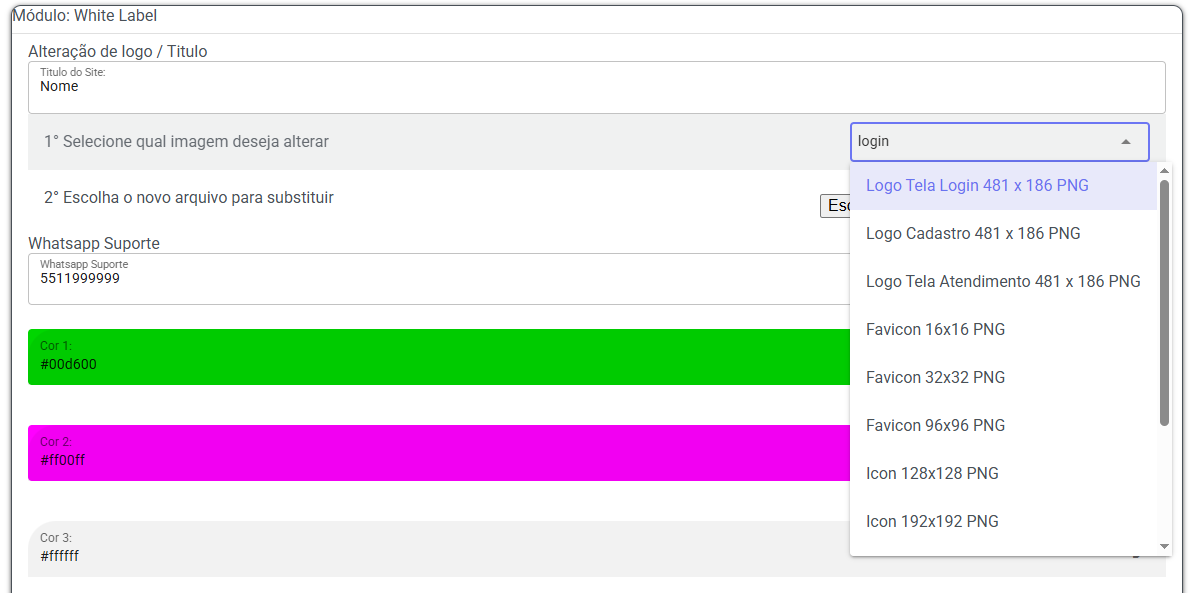 Módulo: White Label
Alteração de logo / Titulo
Titulo do Site:
Nome
1° Selecione qual imagem deseja alterar
login
2° Escolha o novo arquivo para substituir
Whatsapp Suporte
Whatsapp Suporte
5511999999
Cor 1:
#00d600
Cor 2:
#ff00ff
Cor 3:
#ffffff
Logo Tela Login 481 x 186 PNG
Logo Cadastro 481 x 186 PNG
Logo Tela Atendimento 481 x 186 PNG
Favicon 16x16 PNG
Favicon 32x32 PNG
Favicon 96x96 PNG
Icon 128x128 PNG
Icon 192x192 PNG